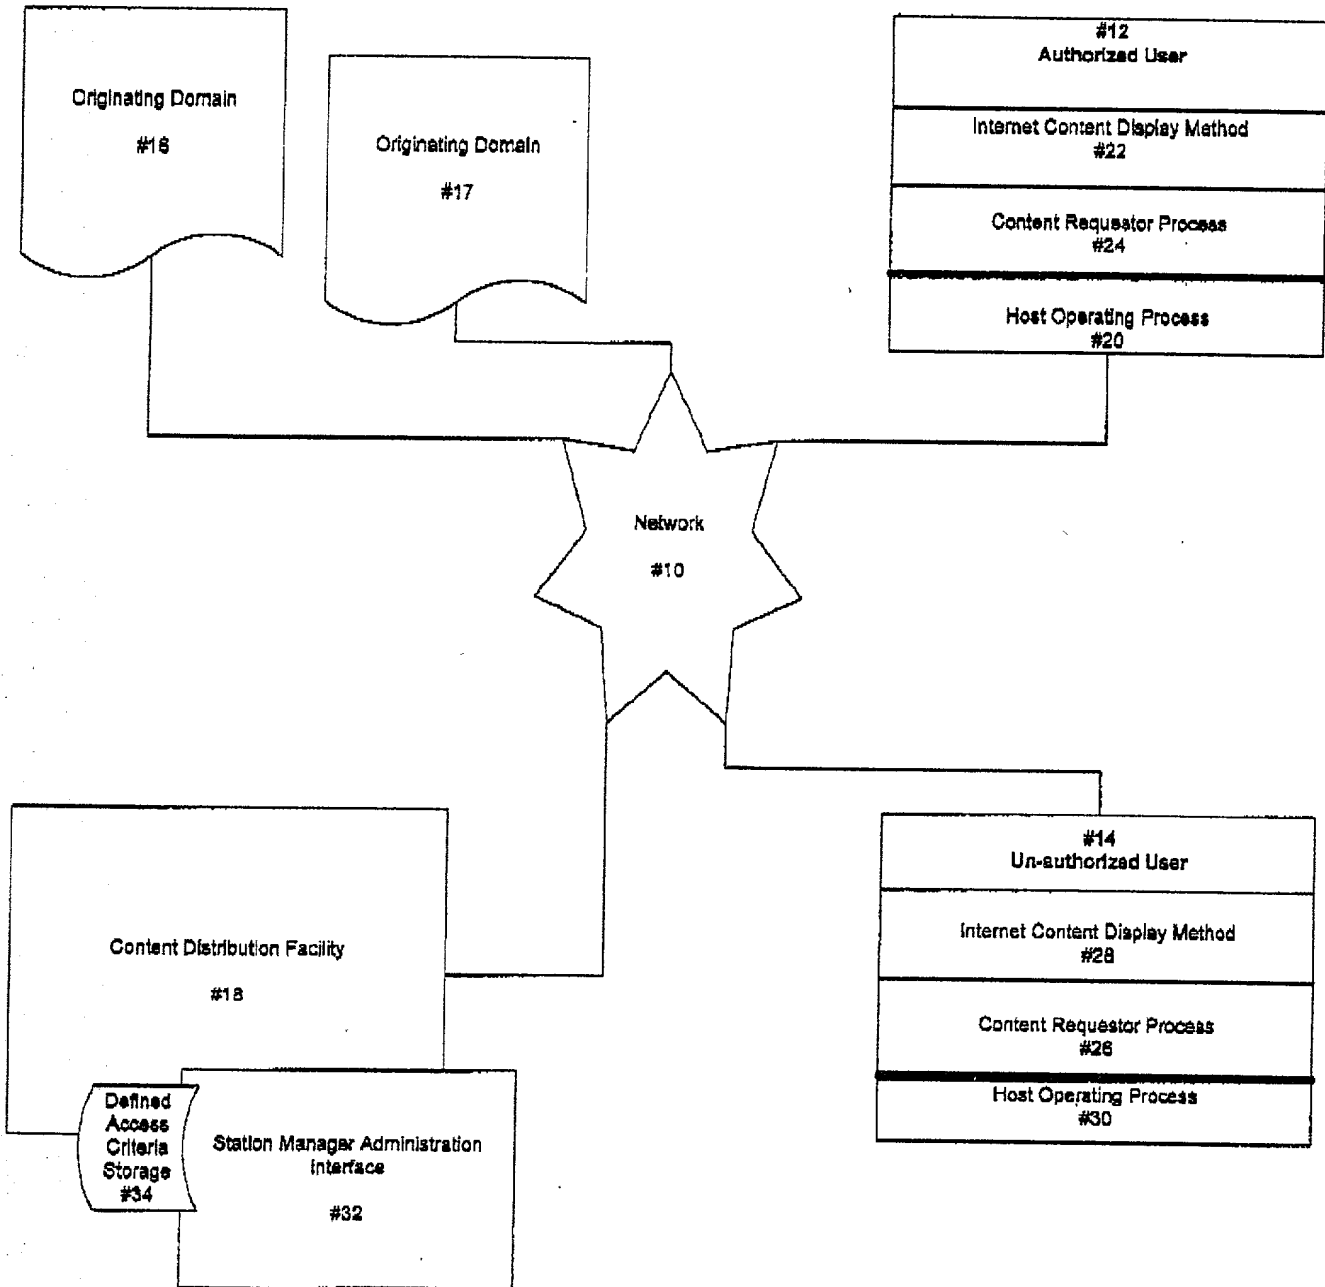 Originating Domain
#16
Originating Domain
#17
#12
Authorized User
Internet Content Display Method
#22
Content Requestor Process
#24
Host Operating Process
#20
Network
#10
Content Distribution Facility
#18
Defined
Access
Criteria
Storage
#34
Station Manager Administration
Interface
#32
#14
Un-authorized User
Internet Content Display Method
#28
Content Requestor Process
#26
Host Operating Process
#30